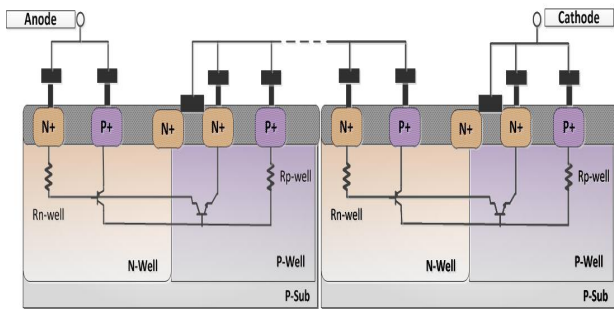 Anode
Cathode
N+ P+ N+ N+ P+ N+ P+ N+ N+ P+
Rn-well Rp-well Rn-well Rp-well
N-Well P-Well N-Well P-Well
P-Sub P-Sub